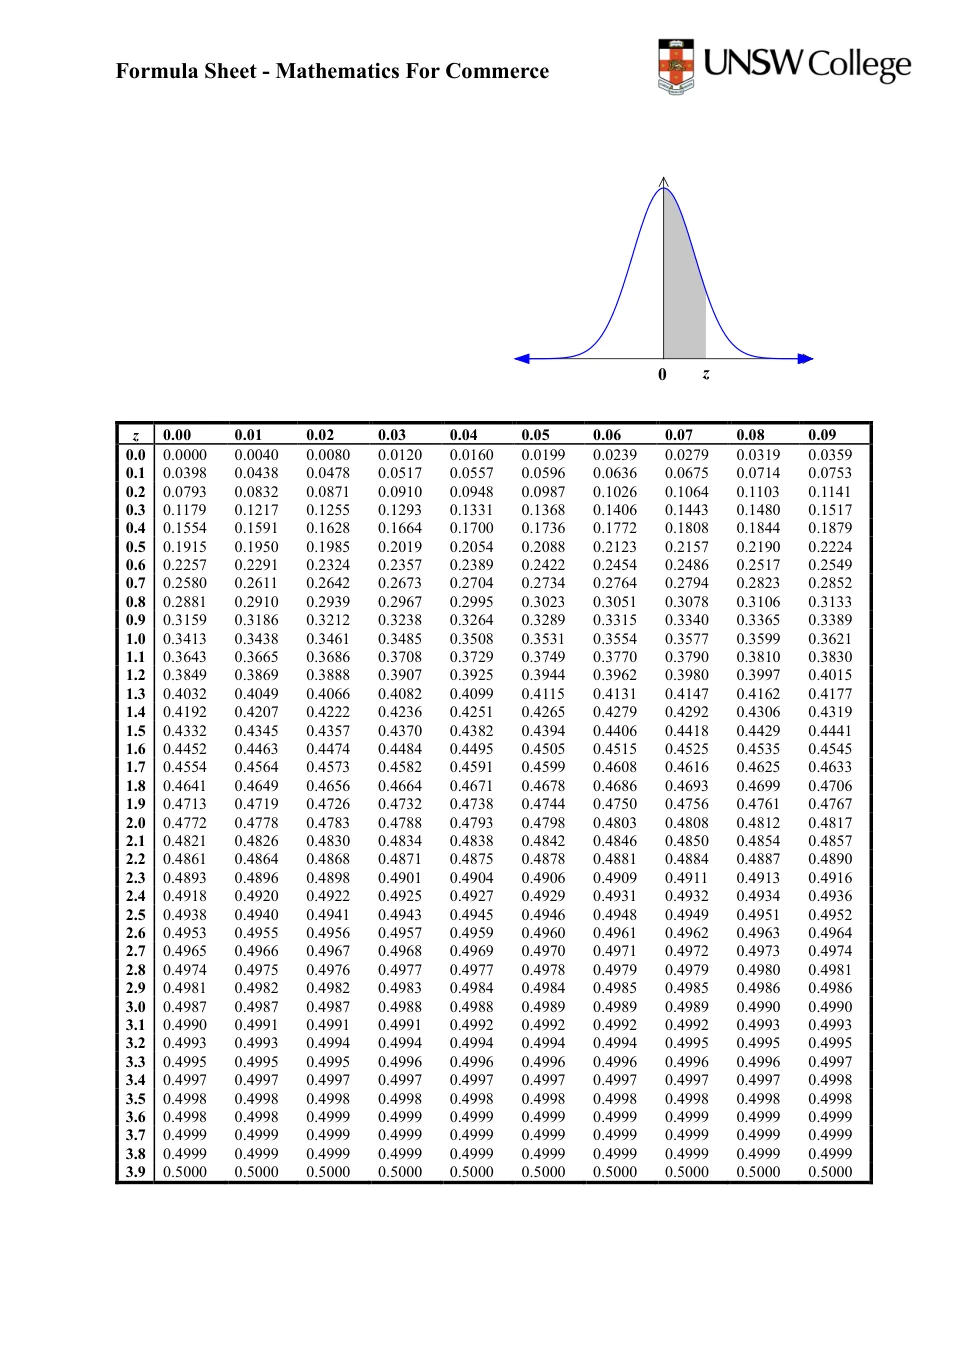 Formula Sheet - Mathematics For Commerce
UNSW College
0 z
z 0.00 0.01 0.02 0.03 0.04 0.05 0.06 0.07 0.08 0.09
0.0 0.0000 0.0040 0.0080 0.0120 0.0160 0.0199 0.0239 0.0279 0.0319 0.0359
0.1 0.0398 0.0438 0.0478 0.0517 0.0557 0.0596 0.0636 0.0675 0.0714 0.0753
0.2 0.0793 0.0832 0.0871 0.0910 0.0948 0.0987 0.1026 0.1064 0.1103 0.1141
0.3 0.1179 0.1217 0.1255 0.1293 0.1331 0.1368 0.1406 0.1443 0.1480 0.1517
0.4 0.1554 0.1591 0.1628 0.1664 0.1700 0.1736 0.1772 0.1808 0.1844 0.1879
0.5 0.1915 0.1950 0.1985 0.2019 0.2054 0.2088 0.2123 0.2157 0.2190 0.2224
0.6 0.2257 0.2291 0.2324 0.2357 0.2389 0.2422 0.2454 0.2486 0.2517 0.2549
0.7 0.2580 0.2611 0.2642 0.2673 0.2704 0.2734 0.2764 0.2794 0.2823 0.2852
0.8 0.2881 0.2910 0.2939 0.2967 0.2995 0.3023 0.3051 0.3078 0.3106 0.3133
0.9 0.3159 0.3186 0.3212 0.3238 0.3264 0.3289 0.3315 0.3340 0.3365 0.3389
1.0 0.3413 0.3438 0.3461 0.3485 0.3508 0.3531 0.3554 0.3577 0.3599 0.3621
1.1 0.3643 0.3665 0.3686 0.3708 0.3729 0.3749 0.3770 0.3790 0.3810 0.3830
1.2 0.3849 0.3869 0.3888 0.3907 0.3925 0.3944 0.3962 0.3980 0.3997 0.4015
1.3 0.4032 0.4049 0.4066 0.4082 0.4099 0.4115 0.4131 0.4147 0.4162 0.4177
1.4 0.4192 0.4207 0.4222 0.4236 0.4251 0.4265 0.4279 0.4292 0.4306 0.4319
1.5 0.4332 0.4345 0.4357 0.4370 0.4382 0.4394 0.4406 0.4418 0.4429 0.4441
1.6 0.4452 0.4463 0.4474 0.4484 0.4495 0.4505 0.4515 0.4525 0.4535 0.4545
1.7 0.4554 0.4564 0.4573 0.4582 0.4591 0.4599 0.4608 0.4616 0.4625 0.4633
1.8 0.4641 0.4649 0.4656 0.4664 0.4671 0.4678 0.4686 0.4693 0.4699 0.4706
1.9 0.4713 0.4719 0.4726 0.4732 0.4738 0.4744 0.4750 0.4756 0.4761 0.4767
2.0 0.4772 0.4778 0.4783 0.4788 0.4793 0.4798 0.4803 0.4808 0.4812 0.4817
2.1 0.4821 0.4826 0.4830 0.4834 0.4838 0.4842 0.4846 0.4850 0.4854 0.4857
2.2 0.4861 0.4864 0.4868 0.4871 0.4875 0.4878 0.4881 0.4884 0.4887 0.4890
2.3 0.4893 0.4896 0.4898 0.4901 0.4904 0.4906 0.4909 0.4911 0.4913 0.4916
2.4 0.4918 0.4920 0.4922 0.4925 0.4927 0.4929 0.4931 0.4932 0.4934 0.4936
2.5 0.4938 0.4940 0.4941 0.4943 0.4945 0.4946 0.4948 0.4949 0.4951 0.4952
2.6 0.4953 0.4955 0.4956 0.4957 0.4959 0.4960 0.4961 0.4962 0.4963 0.4964
2.7 0.4965 0.4966 0.4967 0.4968 0.4969 0.4970 0.4971 0.4972 0.4973 0.4974
2.8 0.4974 0.4975 0.4976 0.4977 0.4977 0.4978 0.4979 0.4979 0.4980 0.4981
2.9 0.4981 0.4982 0.4982 0.4983 0.4984 0.4984 0.4985 0.4985 0.4986 0.4986
3.0 0.4987 0.4987 0.4987 0.4988 0.4988 0.4989 0.4989 0.4989 0.4990 0.4990
3.1 0.4990 0.4991 0.4991 0.4991 0.4992 0.4992 0.4992 0.4992 0.4993 0.4993
3.2 0.4993 0.4993 0.4994 0.4994 0.4994 0.4994 0.4994 0.4995 0.4995 0.4995
3.3 0.4995 0.4995 0.4995 0.4996 0.4996 0.4996 0.4996 0.4996 0.4996 0.4997
3.4 0.4997 0.4997 0.4997 0.4997 0.4997 0.4997 0.4997 0.4997 0.4997 0.4998
3.5 0.4998 0.4998 0.4998 0.4998 0.4998 0.4998 0.4998 0.4998 0.4998 0.4998
3.6 0.4998 0.4998 0.4999 0.4999 0.4999 0.4999 0.4999 0.4999 0.4999 0.4999
3.7 0.4999 0.4999 0.4999 0.4999 0.4999 0.4999 0.4999 0.4999 0.4999 0.4999
3.8 0.4999 0.4999 0.4999 0.4999 0.4999 0.4999 0.4999 0.4999 0.4999 0.4999
3.9 0.5000 0.5000 0.5000 0.5000 0.5000 0.5000 0.5000 0.5000 0.5000 0.5000